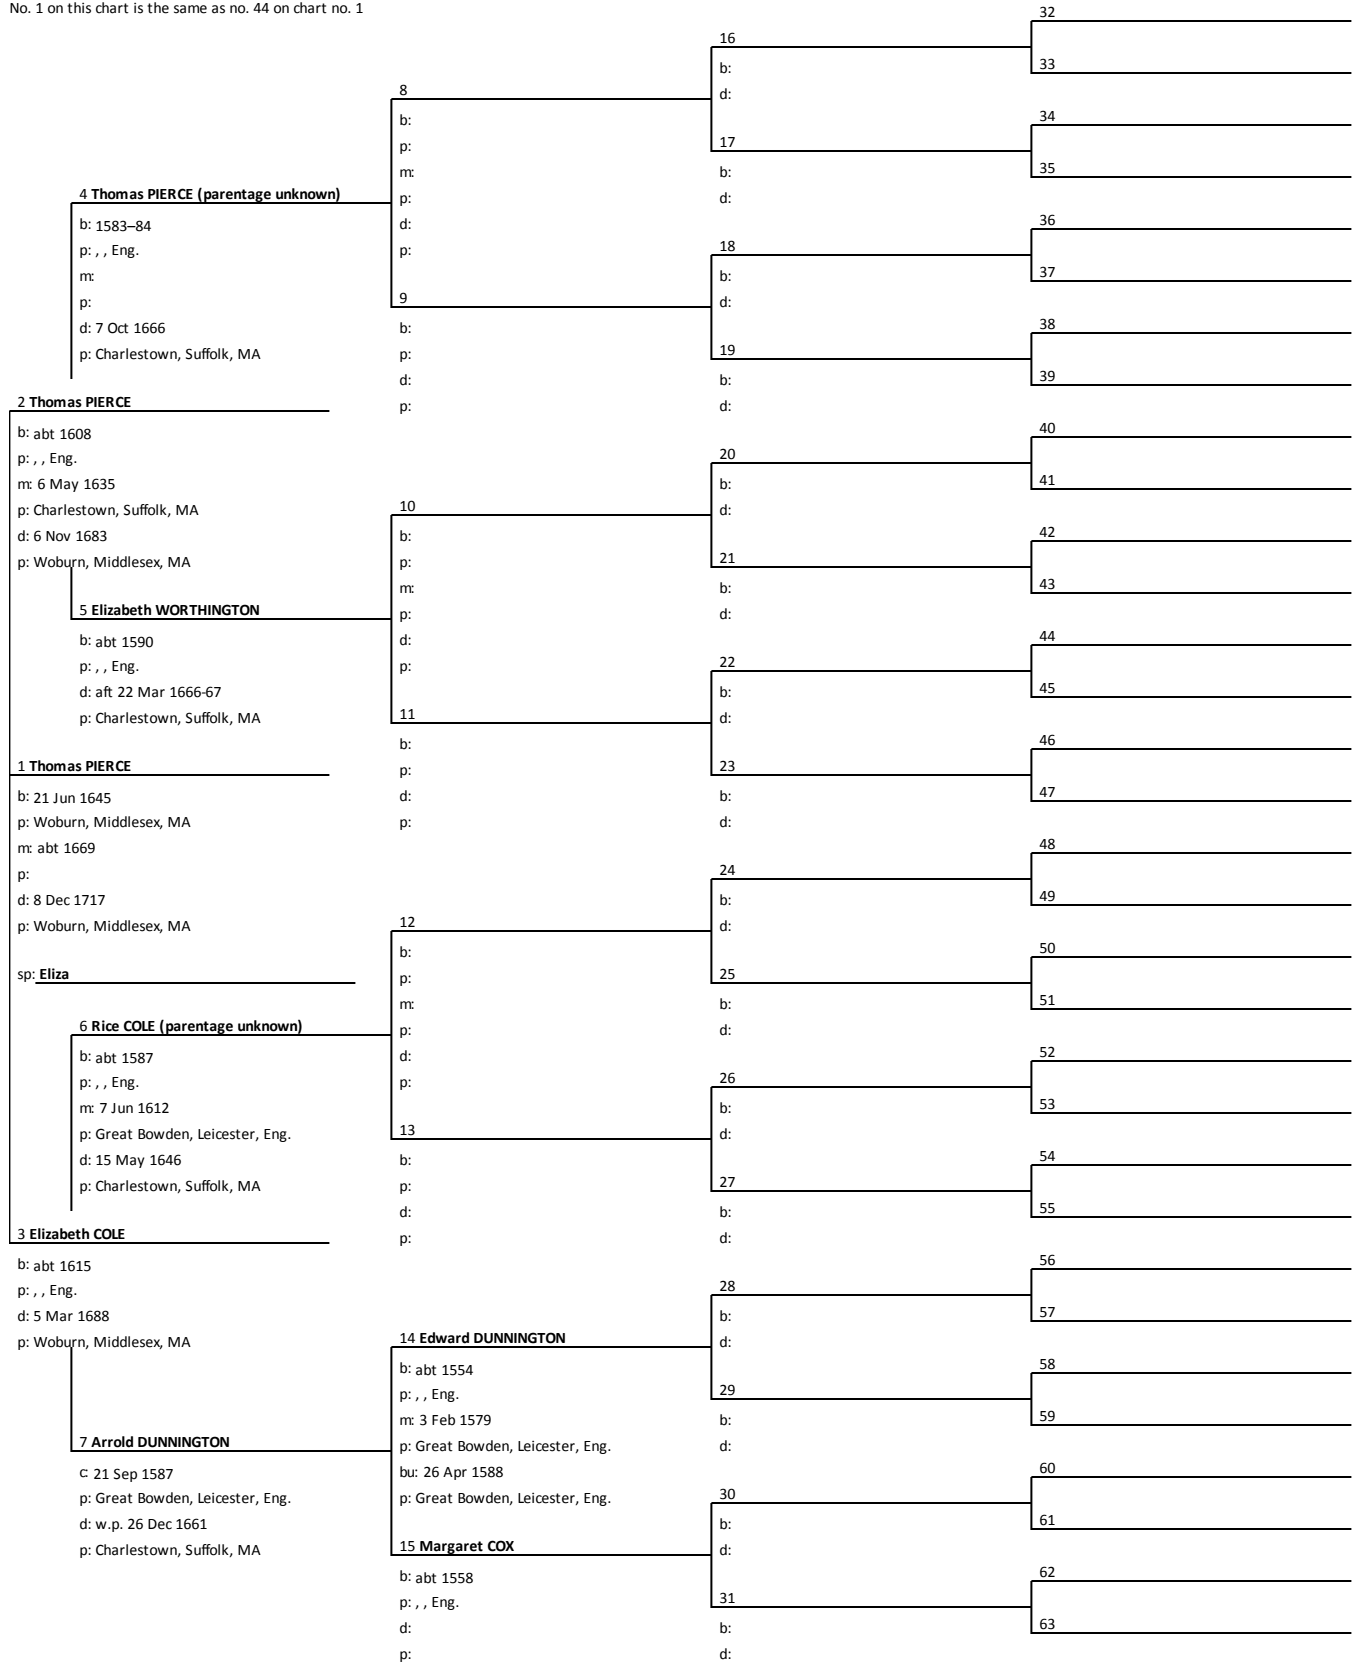 No. 1 on this chart is the same as no. 44 on chart no. 1
4 Thomas PIERCE (parentage unknown)
b: 1583–84
p: , , Eng.
m:
p:
d: 7 Oct 1666
p: Charlestown, Suffolk, MA
2 Thomas PIERCE
b: abt 1608
p: , , Eng.
m: 6 May 1635
p: Charlestown, Suffolk, MA
d: 6 Nov 1683
p: Woburn, Middlesex, MA
5 Elizabeth WORTHINGTON
b: abt 1590
p: , , Eng.
d: aft 22 Mar 1666-67
p: Charlestown, Suffolk, MA
1 Thomas PIERCE
b: 21 Jun 1645
p: Woburn, Middlesex, MA
m: abt 1669
p:
d: 8 Dec 1717
p: Woburn, Middlesex, MA
sp: Eliza
6 Rice COLE (parentage unknown)
b: abt 1587
p: , , Eng.
m: 7 Jun 1612
p: Great Bowden, Leicester, Eng.
d: 15 May 1646
p: Charlestown, Suffolk, MA
3 Elizabeth COLE
b: abt 1615
p: , , Eng.
d: 5 Mar 1688
p: Woburn, Middlesex, MA
7 Arrold DUNNINGTON
c: 21 Sep 1587
p: Great Bowden, Leicester, Eng.
d: w.p. 26 Dec 1661
p: Charlestown, Suffolk, MA
8
b:
p:
m:
p:
d:
p:
9
b:
p:
d:
p:
10
b:
p:
m:
p:
d:
p:
11
b:
p:
d:
p:
12
b:
p:
m:
p:
d:
p:
13
b:
p:
d:
p:
14 Edward DUNNINGTON
b: abt 1554
p: , , Eng.
m: 3 Feb 1579
p: Great Bowden, Leicester, Eng.
bu: 26 Apr 1588
p: Great Bowden, Leicester, Eng.
15 Margaret COX
b: abt 1558
p: , , Eng.
d:
p:
16
b:
d:
17
b:
d:
18
b:
d:
19
b:
d:
20
b:
d:
21
b:
d:
22
b:
d:
23
b:
d:
24
b:
d:
25
b:
d:
26
b:
d:
27
b:
d:
28
b:
d:
29
b:
d:
30
b:
d:
31
b:
d:
32
33
34
35
36
37
38
39
40
41
42
43
44
45
46
47
48
49
50
51
52
53
54
55
56
57
58
59
60
61
62
63